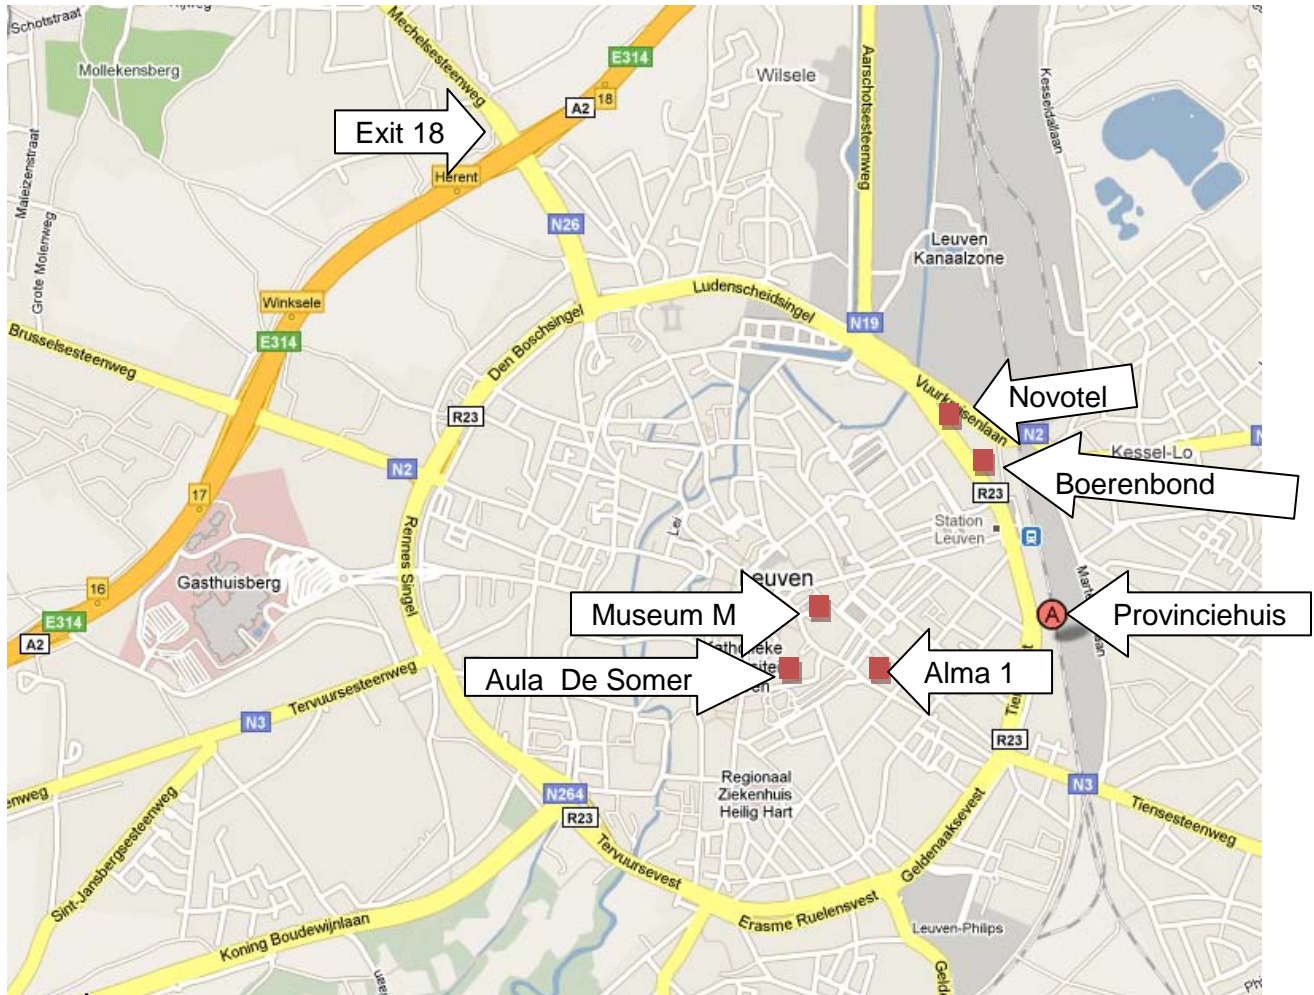 Schotstraat
Mollekensberg
Mechelsesteenweg
E314
A2
18
Wilsele
Aarschotsesteenweg
Kesseldallaan
Exit 18
Herent
N26
Grote Molenweg
Leuven
Kanaalzone
Winksele
E314
Ludenscheidsingel
N19
Brusselsesteenweg
Den Boschsingel
R23
Novotel
N2
Kessel-Lo
Boerenbond
N2
R23
17
Station
Leuven
Rennes Singel
Lei
Gasthuisberg
16
E314
A2
Museum M
A
Provinciehuis
Aula De Somer
Alma 1
Tervuursesteenweg
N3
R23
N3
Regionaal
Ziekenhuis
Heilig Hart
N264
R23
Tiensesteenweg
Geldenaaksevest
Sint-Jansbergsesteenweg
Tervuursevest
Erasme Ruelensvest
Koning Boudewijnlaan
Leuven-Philips